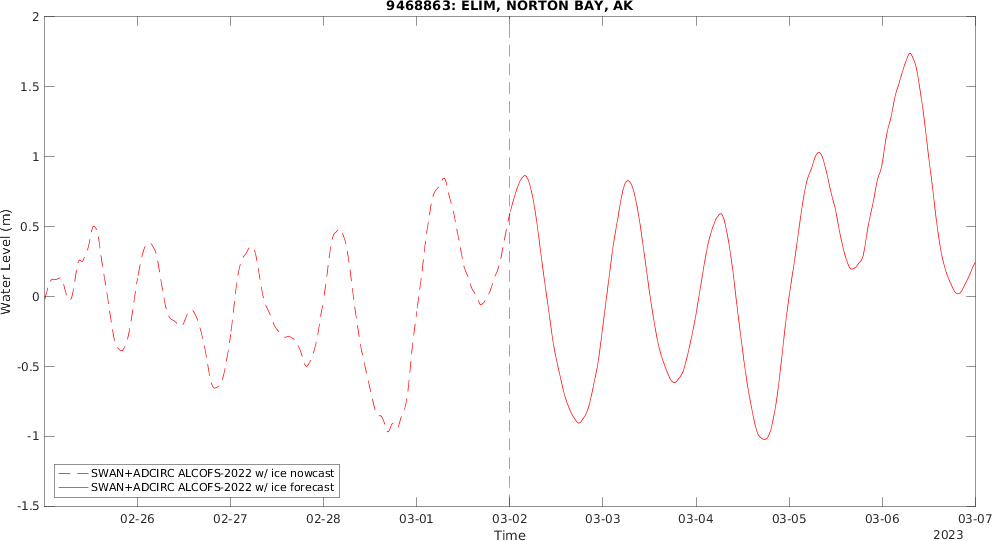 9468863: ELIM, NORTON BAY, AK
2
1.5
1
0.5
0
-0.5
-1
-1.5
Water Level (m)
SWAN+ADCIRC ALCOFS-2022 w/ ice nowcast
SWAN+ADCIRC ALCOFS-2022 w/ ice forecast
02-26 02-27 02-28 03-01 03-02 03-03 03-04 03-05 03-06 03-07
Time
2023